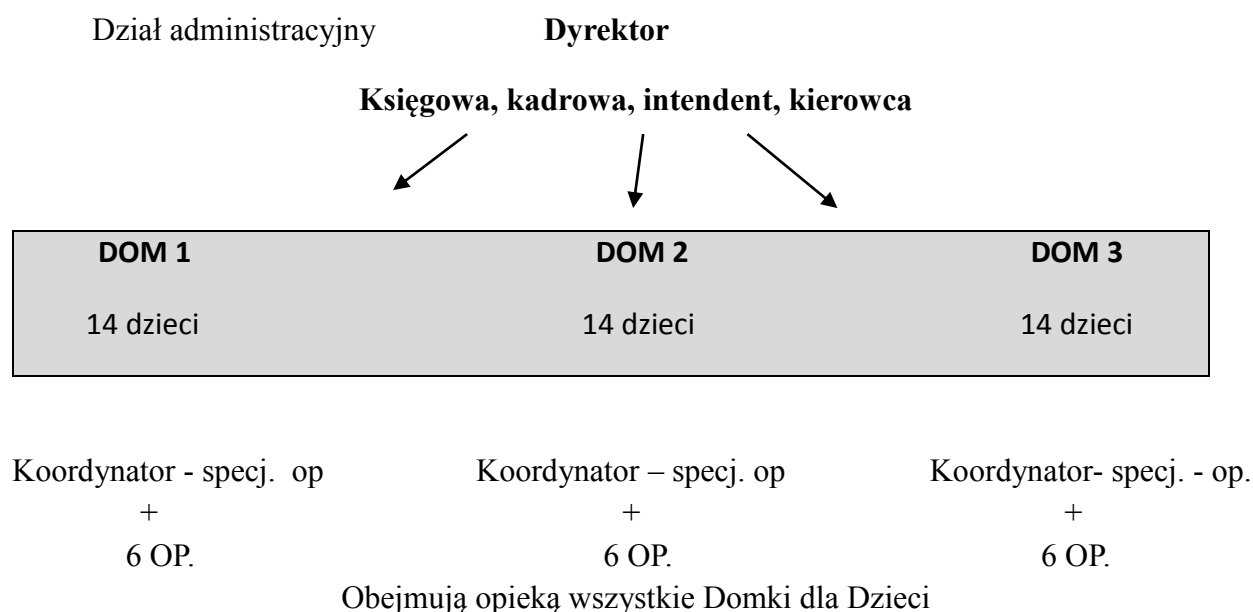 Dział administracyjny Dyrektor
Księgowa, kadrowa, intendent, kierowca
DOM 1 DOM 2 DOM 3
14 dzieci 14 dzieci 14 dzieci
Koordynator - specj. op Koordynator – specj. op Koordynator- specj. - op.
+ + +
6 OP. 6 OP. 6 OP.
Obejmują opieką wszystkie Domki dla Dzieci